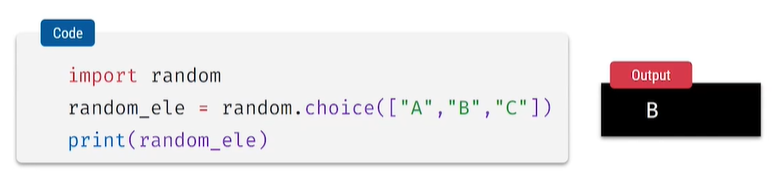 Code
import random
random_ele = random.choice(["A","B","C"])
print(random_ele)
Output
B